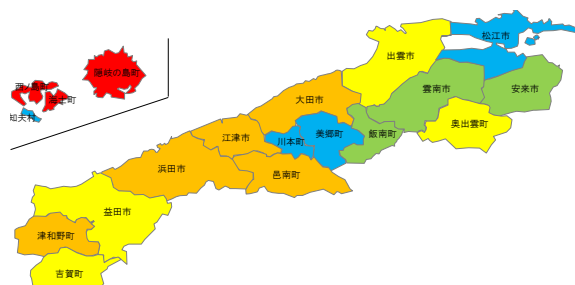 松江市
出雲市
隠岐の島町
西ノ島町
海士町
知夫村
雲南市
安来市
大田市
奥出雲町
飯南町
美郷町
川本町
江津市
浜田市
邑南町
益田市
津和野町
吉賀町